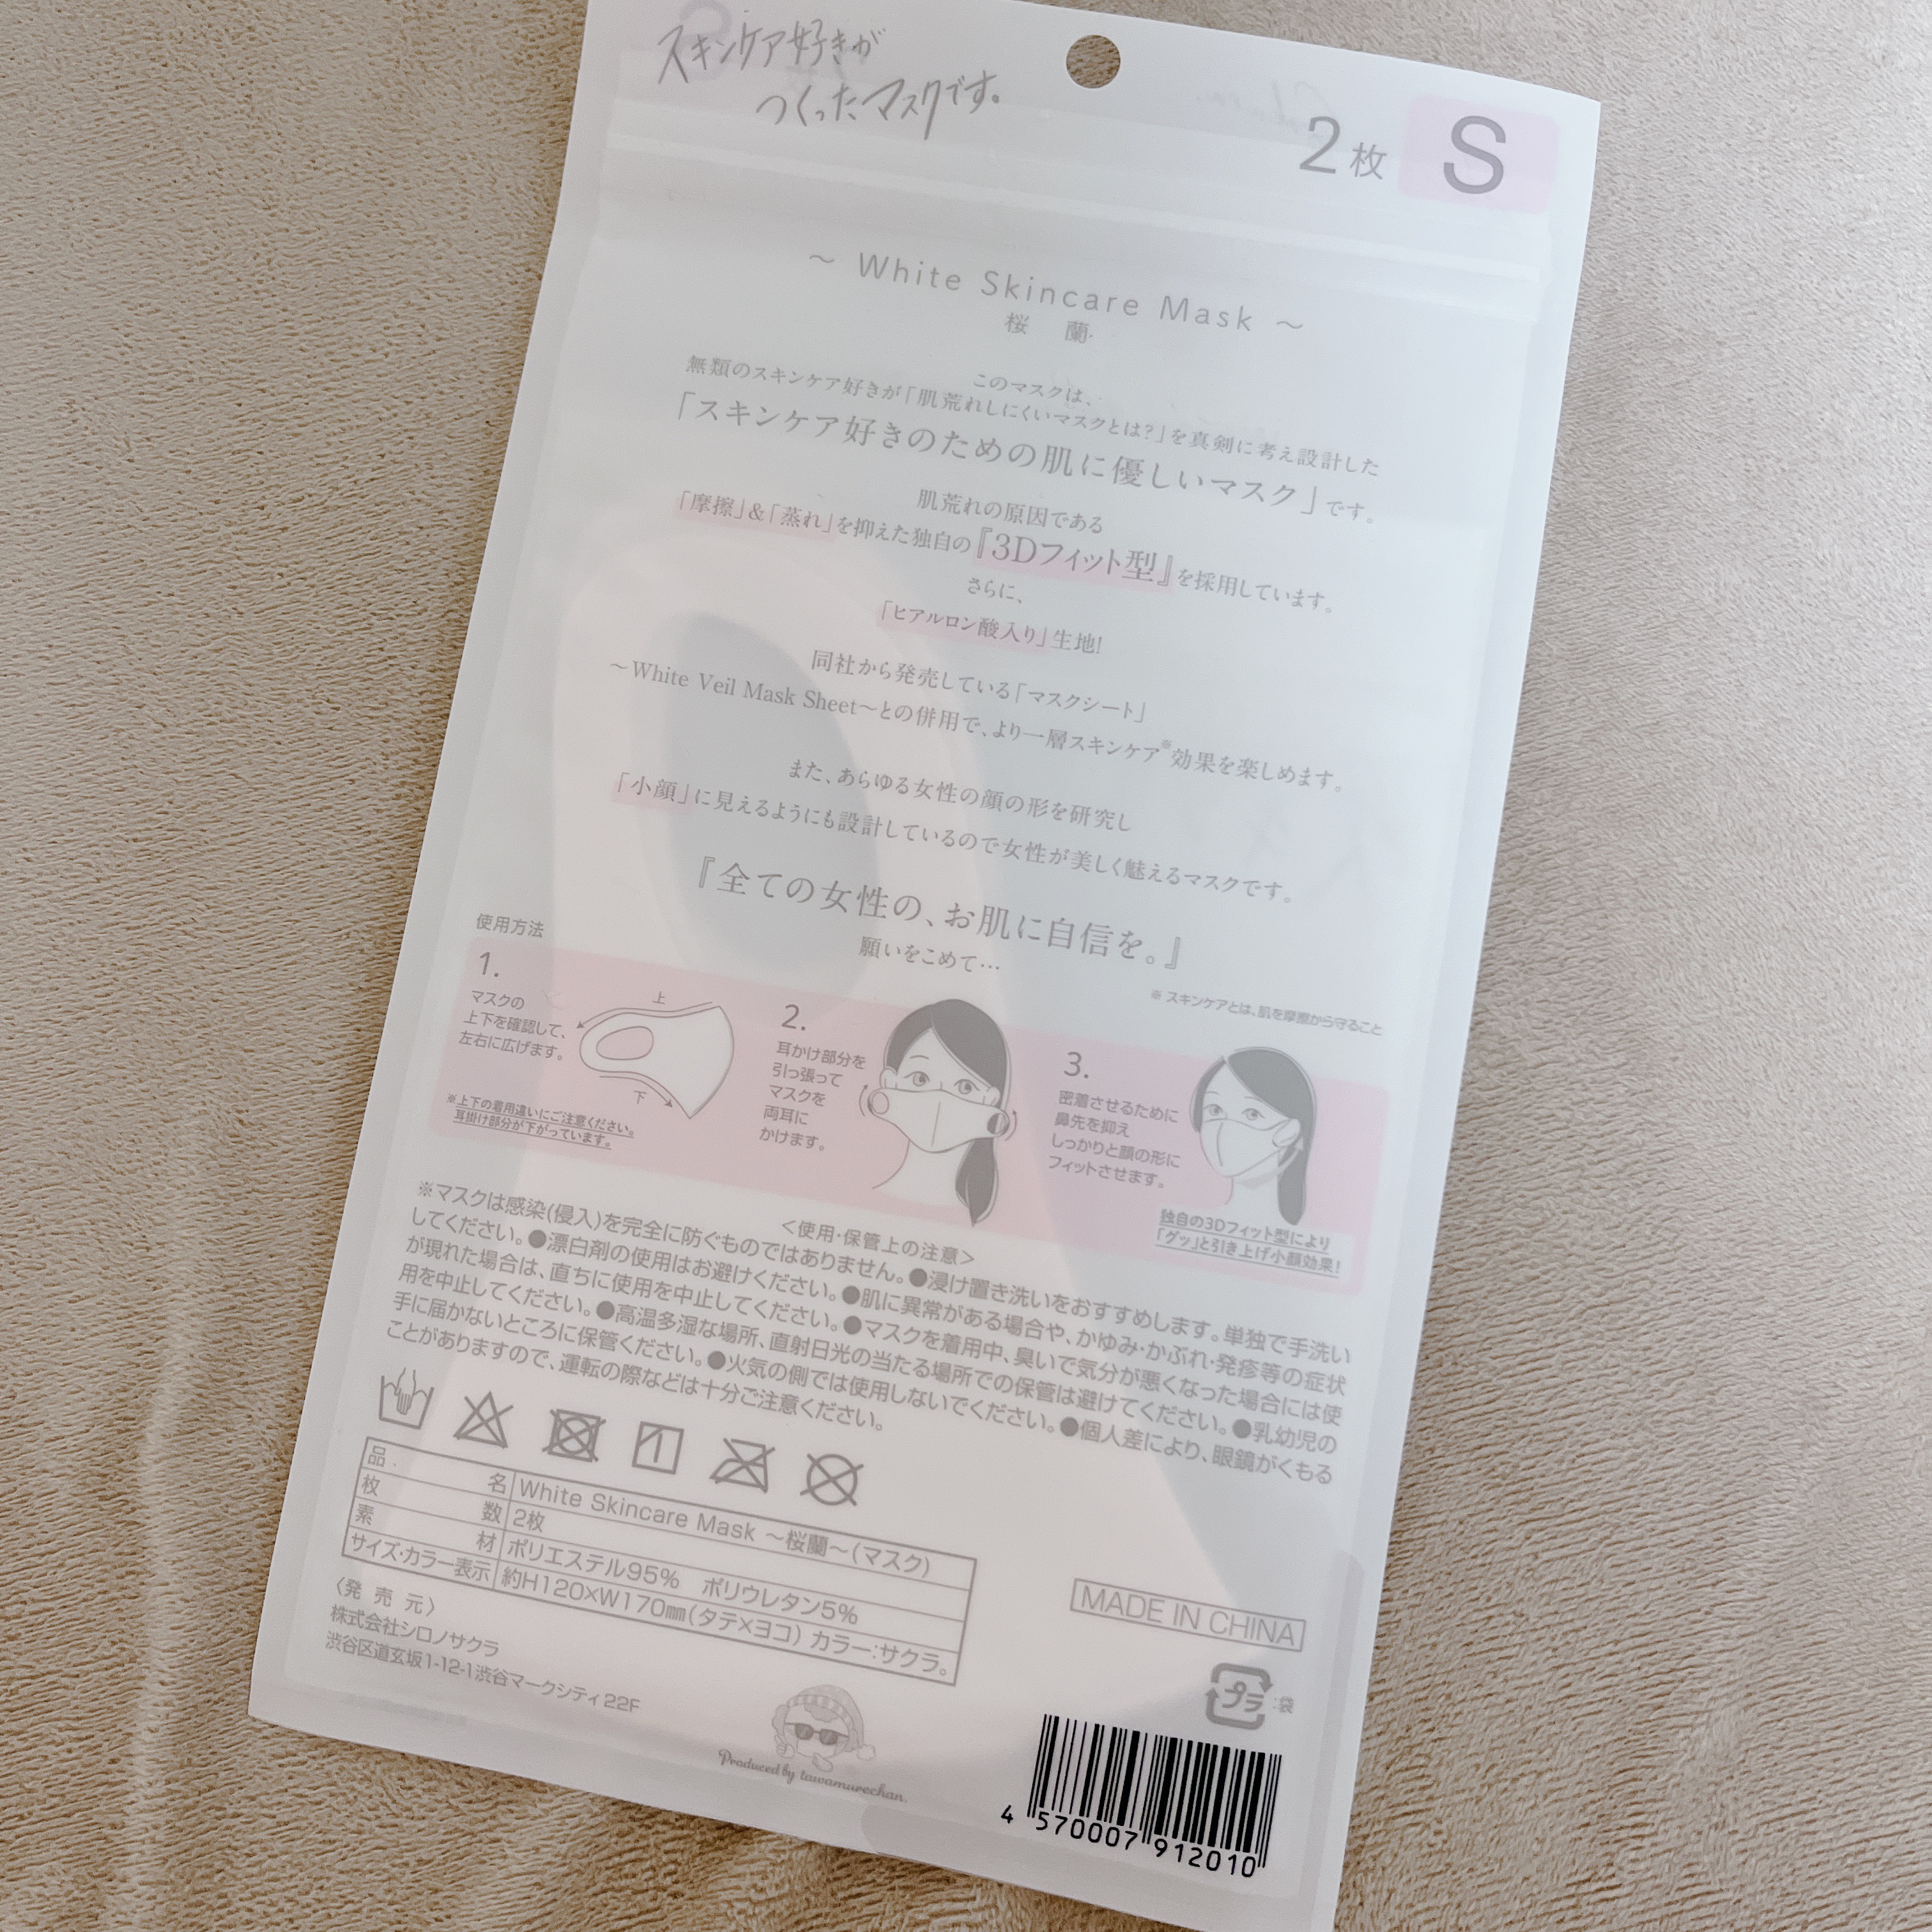 スキンケア好きが
つくったマスクです。
2枚 S
～ White Skincare Mask ～
桜 蘭
このマスクは、
無類のスキンケア好きが「肌荒れしにくいマスクとは?」を真剣に考え設計した
「スキンケア好きのための肌に優しいマスク」です。
肌荒れの原因である
「摩擦」&「蒸れ」を抑えた独自の『3Dフィット型』を採用しています。
さらに、
「ヒアルロン酸入り」生地!
同社から発売している「マスクシート」
～White Veil Mask Sheet～との併用で、より一層スキンケア※効果を楽しめます。
また、あらゆる女性の顔の形を研究し
「小顔」に見えるようにも設計しているので女性が美しく魅えるマスクです。
『全ての女性の、お肌に自信を。』
願いをこめて…
※ スキンケアとは、肌を摩擦から守ること
使用方法
1.
マスクの
上下を確認して、
左右に広げます。
上
下
※上下の着用違いにご注意ください。
耳掛け部分が下がっています。
2.
耳かけ部分を
引っ張って
マスクを
両耳に
かけます。
3.
密着させるために
鼻先を抑え
しっかりと顔の形に
フィットさせます。
独自の3Dフィット型により
「グッ」と引き上げ小顔効果!
＜使用・保管上の注意＞
※マスクは感染(侵入)を完全に防ぐものではありません。●浸け置き洗いをおすすめします。単独で手洗い
してください。●漂白剤の使用はお避けください。●肌に異常がある場合や、かゆみ・かぶれ・発疹等の症状
が現れた場合は、直ちに使用を中止してください。●マスクを着用中、臭いで気分が悪くなった場合には使
用を中止してください。●高温多湿な場所、直射日光の当たる場所での保管は避けてください。●乳幼児の
手に届かないところに保管ください。●火気の側では使用しないでください。●個人差により、眼鏡がくもる
ことがありますので、運転の際などは十分ご注意ください。
品 名 White Skincare Mask ～桜蘭～(マスク)
枚 数 2枚
素 材 ポリエステル95% ポリウレタン5%
サイズ・カラー表示 約H120×W170㎜(タテ×ヨコ) カラー:サクラ。
〈発 売 元〉
株式会社シロノサクラ
渋谷区道玄坂1-12-1渋谷マークシティ22F
Produced by tawamurechan.
MADE IN CHINA
プラ :袋
4 570007 912010